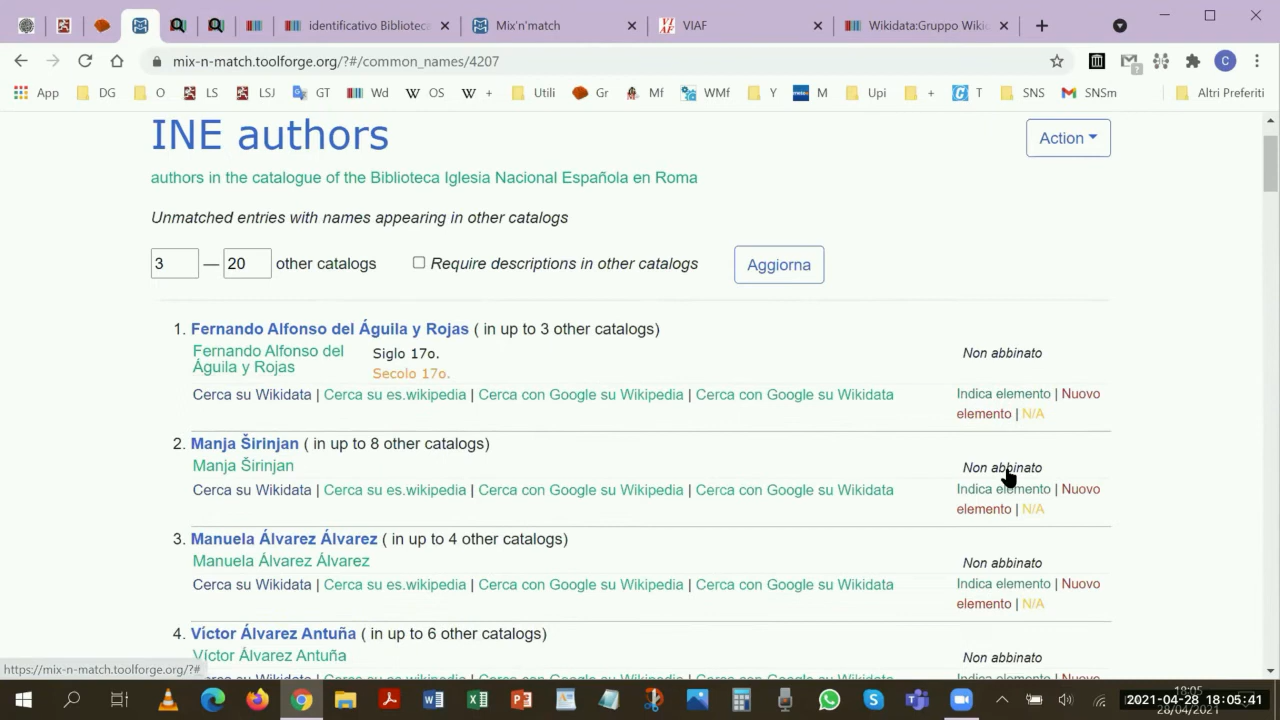 identificativo Biblioteca
Mix'n'match
VIAF
Wikidata:Gruppo Wiki
mix-n-match.toolforge.org/?#/common_names/4207
C
App
DG
O
LS
LSJ
GT
Wd
OS
+
Utili
Gr
Mf
WMf
Y
M
Upi
+
T
SNS
SNSm
Altri Preferiti
INE authors
Action
authors in the catalogue of the Biblioteca Iglesia Nacional Española en Roma
Unmatched entries with names appearing in other catalogs
3 — 20 other catalogs
Require descriptions in other catalogs
Aggiorna
1. Fernando Alfonso del Águila y Rojas ( in up to 3 other catalogs)
Fernando Alfonso del
Águila y Rojas
Siglo 17o.
Secolo 17o.
Non abbinato
Cerca su Wikidata | Cerca su es.wikipedia | Cerca con Google su Wikipedia | Cerca con Google su Wikidata
Indica elemento | Nuovo
elemento | N/A
2. Manja Širinjan ( in up to 8 other catalogs)
Manja Širinjan
Non abbinato
Cerca su Wikidata | Cerca su es.wikipedia | Cerca con Google su Wikipedia | Cerca con Google su Wikidata
Indica elemento | Nuovo
elemento | N/A
3. Manuela Álvarez Álvarez ( in up to 4 other catalogs)
Manuela Álvarez Álvarez
Non abbinato
Cerca su Wikidata | Cerca su es.wikipedia | Cerca con Google su Wikipedia | Cerca con Google su Wikidata
Indica elemento | Nuovo
elemento | N/A
4. Víctor Álvarez Antuña ( in up to 6 other catalogs)
Víctor Álvarez Antuña
Non abbinato
https://mix-n-match.toolforge.org/?#
18:05
28/04/2021
2021-04-28 18:05:41